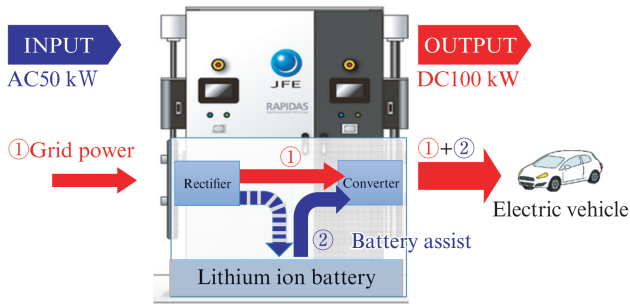 INPUT
AC50 kW
OUTPUT
DC100 kW
JFE
RAPIDAS
①Grid power
①
①+②
Rectifier
Converter
Electric vehicle
② Battery assist
Lithium ion battery